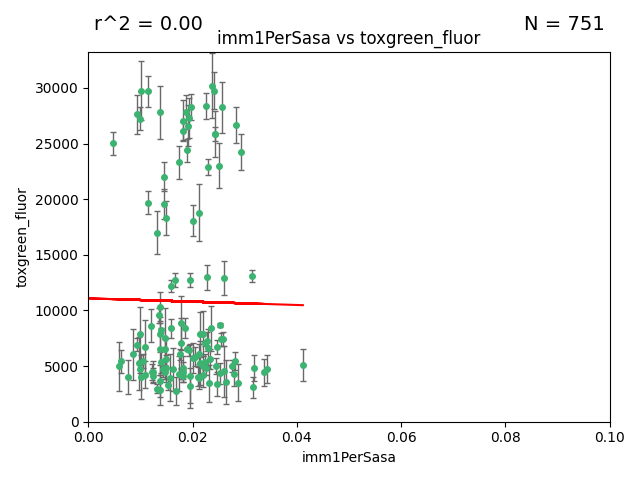 r^2 = 0.00
N = 751
imm1PerSasa vs toxgreen_fluor
30000
25000
20000
15000
10000
5000
0
toxgreen_fluor
0.00 0.02 0.04 0.06 0.08 0.10
imm1PerSasa